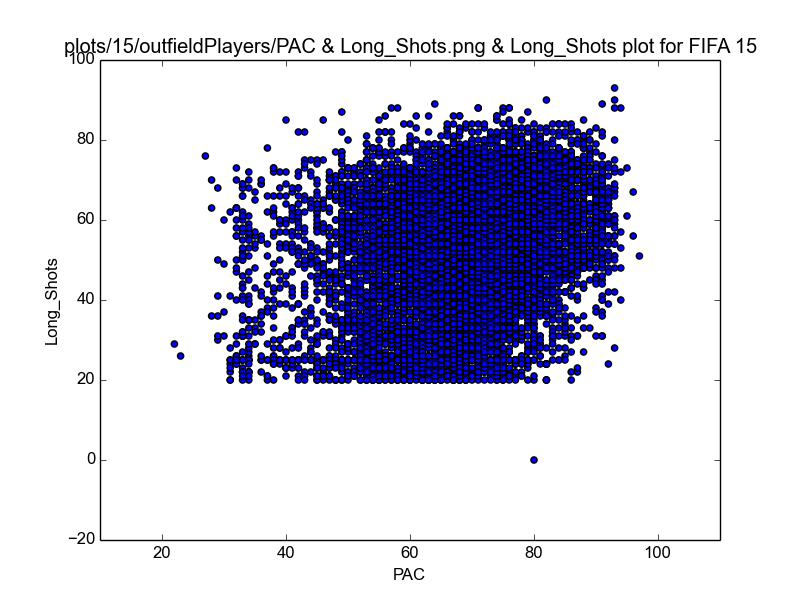 plots/15/outfieldPlayers/PAC & Long_Shots.png & Long_Shots plot for FIFA 15
100
80
60
40
20
0
−20
Long_Shots
20 40 60 80 100
PAC